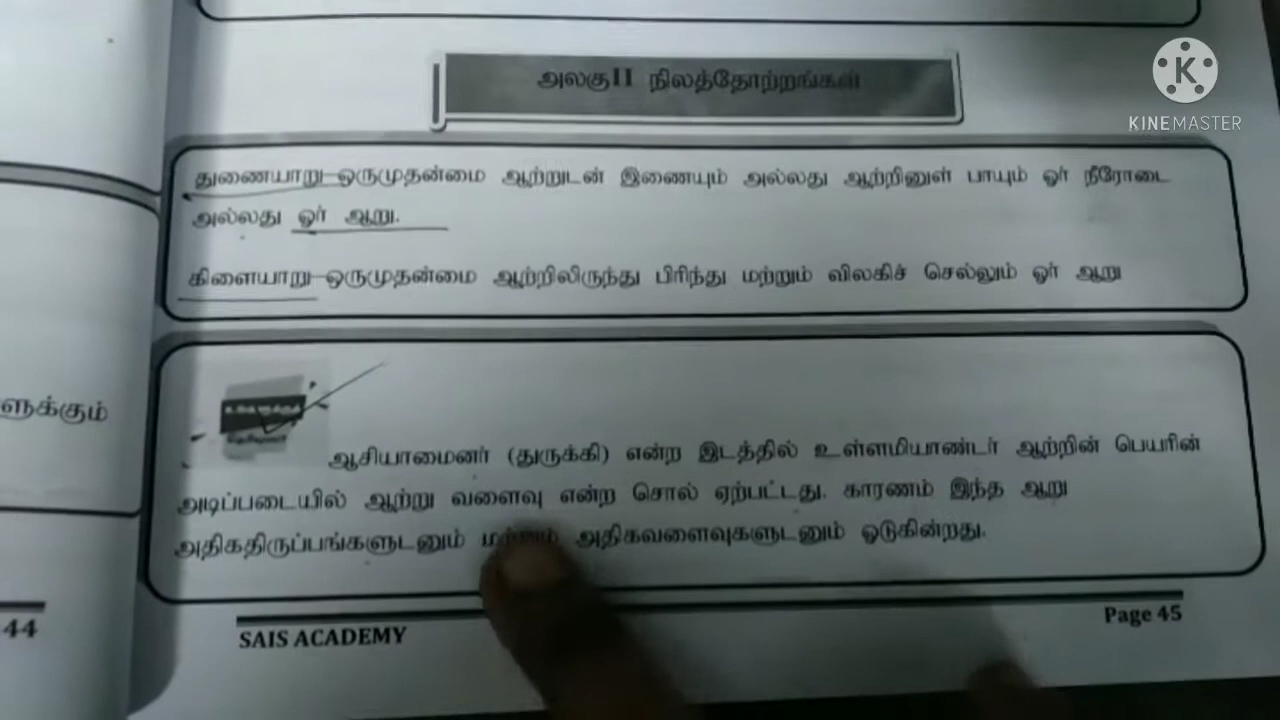 KINEMASTER
அலகு II நிலத்தோற்றங்கள்
துணையாறு-ஒருமுதன்மை ஆற்றுடன் இணையும் அல்லது ஆற்றினுள் பாயும் ஓர் நீரோடை
அல்லது ஓர் ஆறு.
கிளையாறு-ஒருமுதன்மை ஆற்றிலிருந்து பிரிந்து மற்றும் விலகிச் செல்லும் ஓர் ஆறு
ளுக்கும்
ஆசியாமைனர் (துருக்கி) என்ற இடத்தில் உள்ளமியாண்டர் ஆற்றின் பெயரின்
அடிப்படையில் ஆற்று வளைவு என்ற சொல் ஏற்பட்டது. காரணம் இந்த ஆறு
அதிகதிருப்பங்களுடனும் மற்றும் அதிகவளைவுகளுடனும் ஓடுகின்றது.
44
SAIS ACADEMY
Page 45